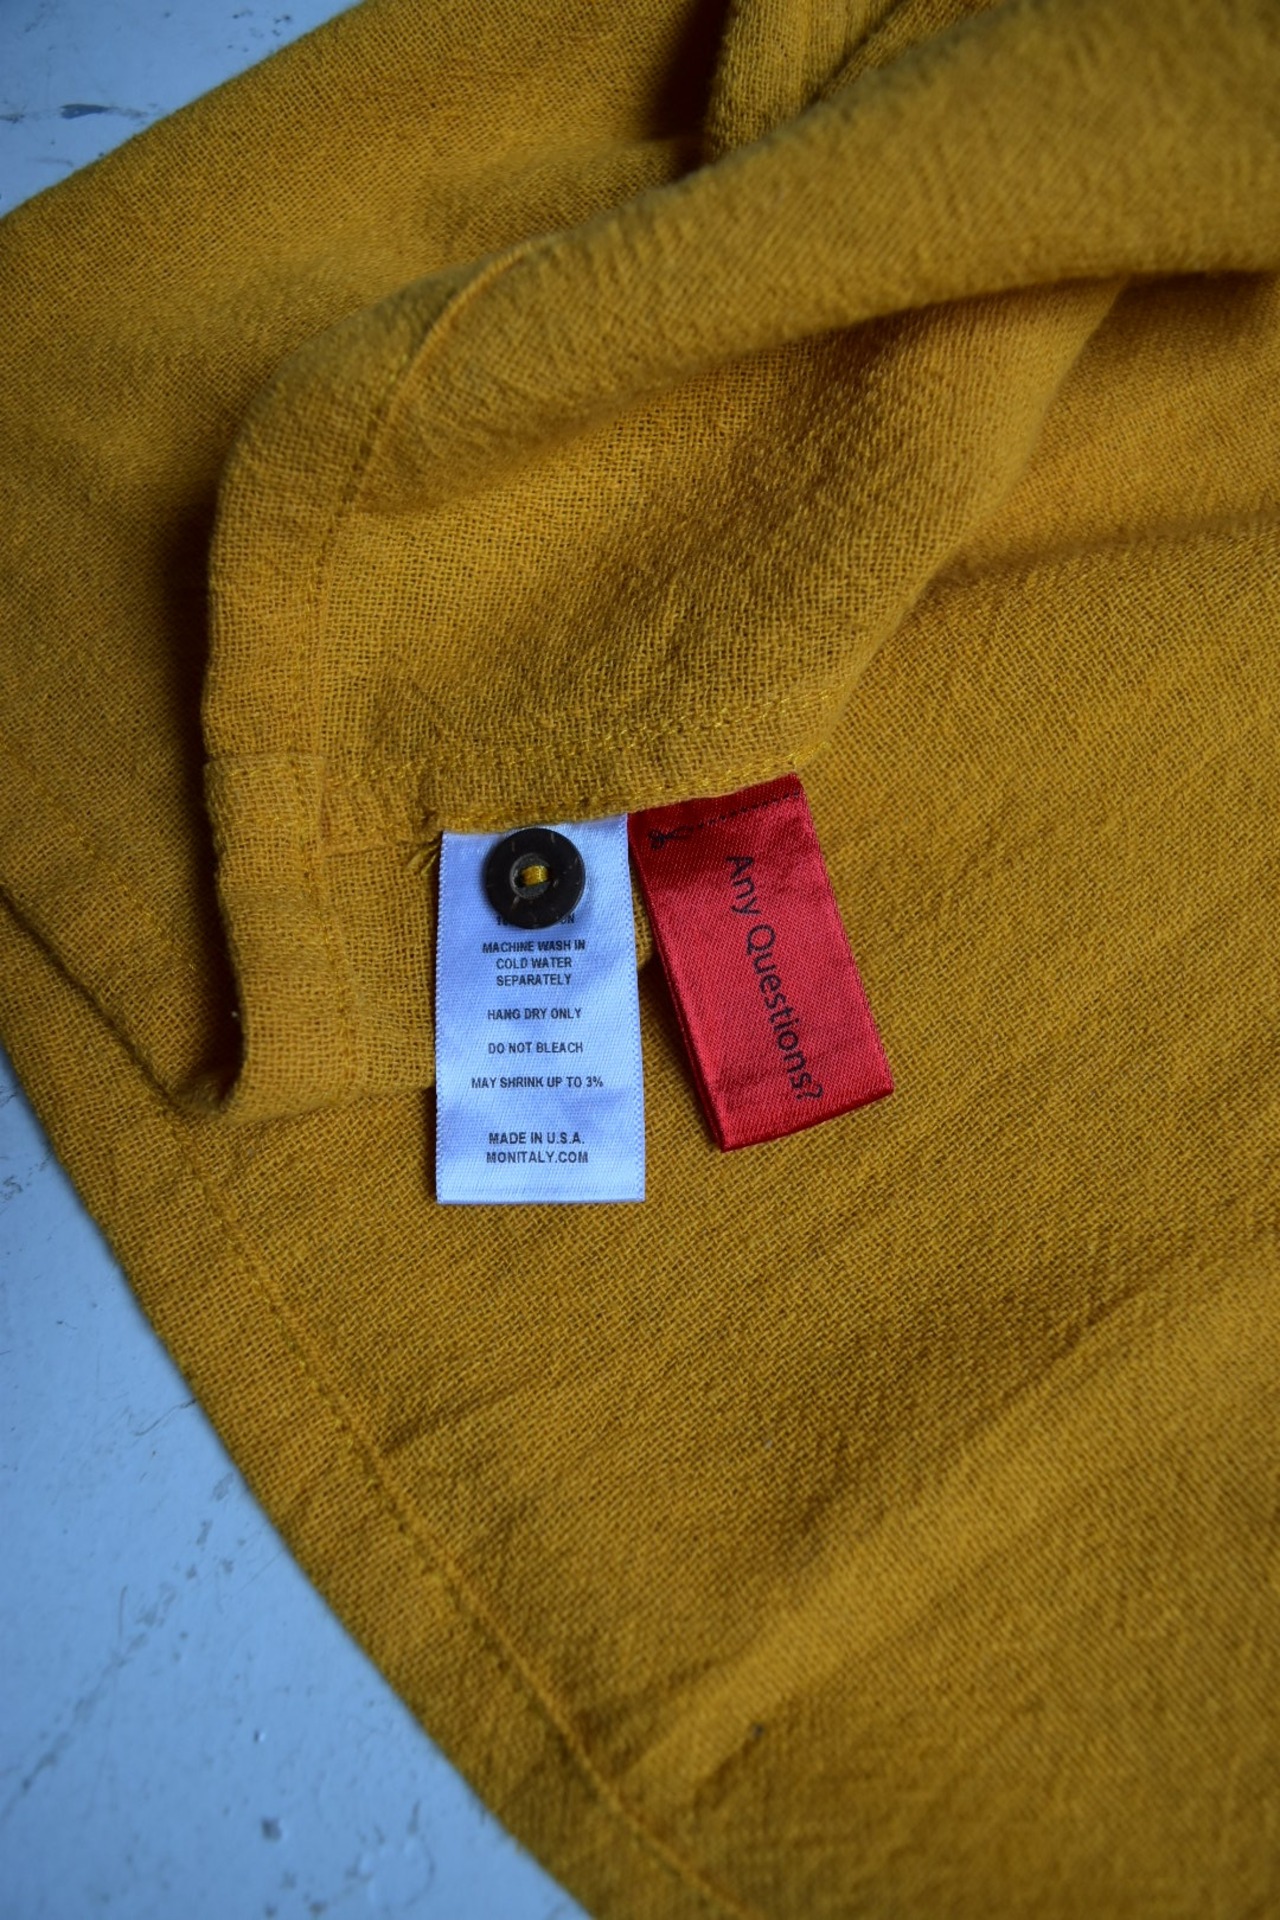 MACHINE WASH IN
COLD WATER
SEPARATELY
HANG DRY ONLY
DO NOT BLEACH
MAY SHRINK UP TO 3%
MADE IN U.S.A.
MONITALY.COM
Any Questions?